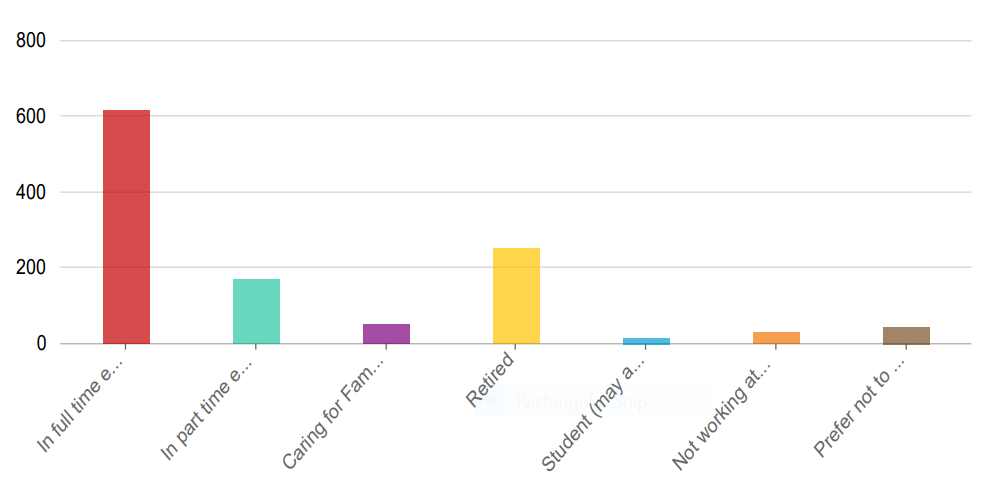 800
600
400
200
0
In full time e...
In part time e...
Caring for Fam...
Retired
Student (may a...
Not working at...
Prefer not to ...